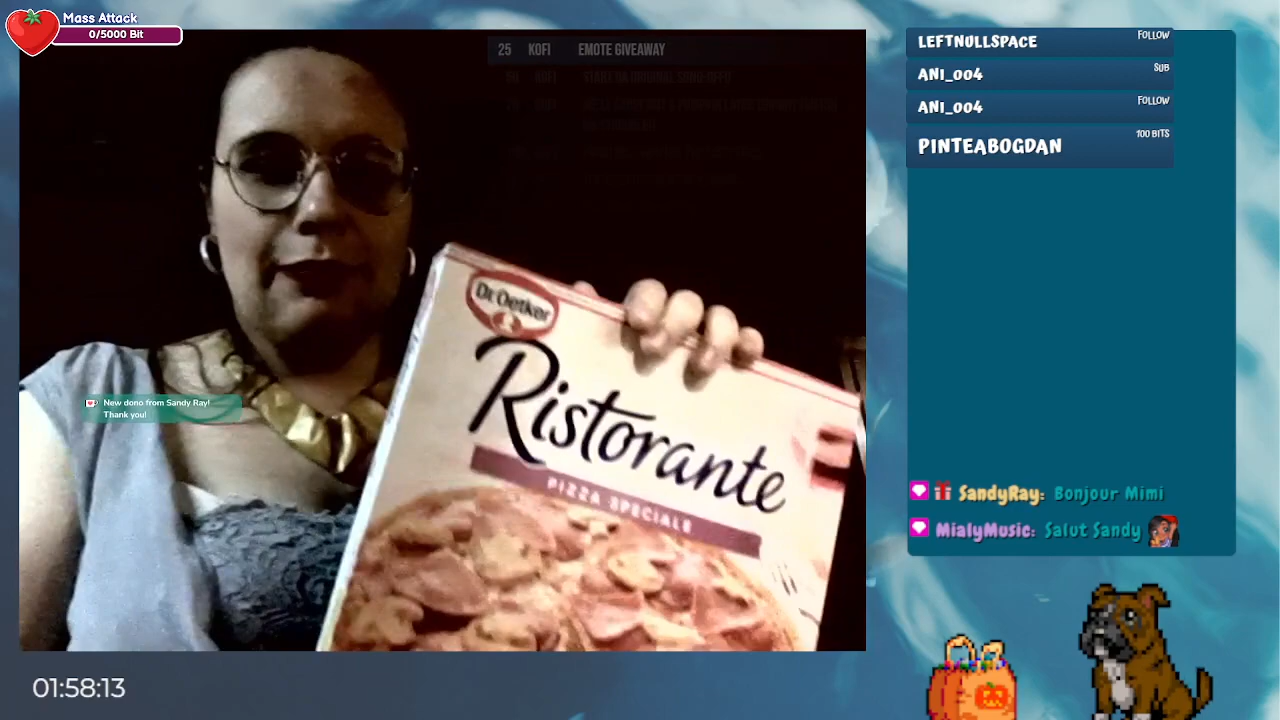 Mass Attack
0/5000 Bit
25 KOFI EMOTE GIVEAWAY
LEFTNULLSPACE FOLLOW
ANI_004 SUB
ANI_004 FOLLOW
PINTEABOGDAN 100 BITS
Dr. Oetker
Ristorante
PIZZA SPECIALE
New dono from Sandy Ray!
Thank you!
SandyRay: Bonjour Mimi
MialyMusic: Salut Sandy
01:58:13